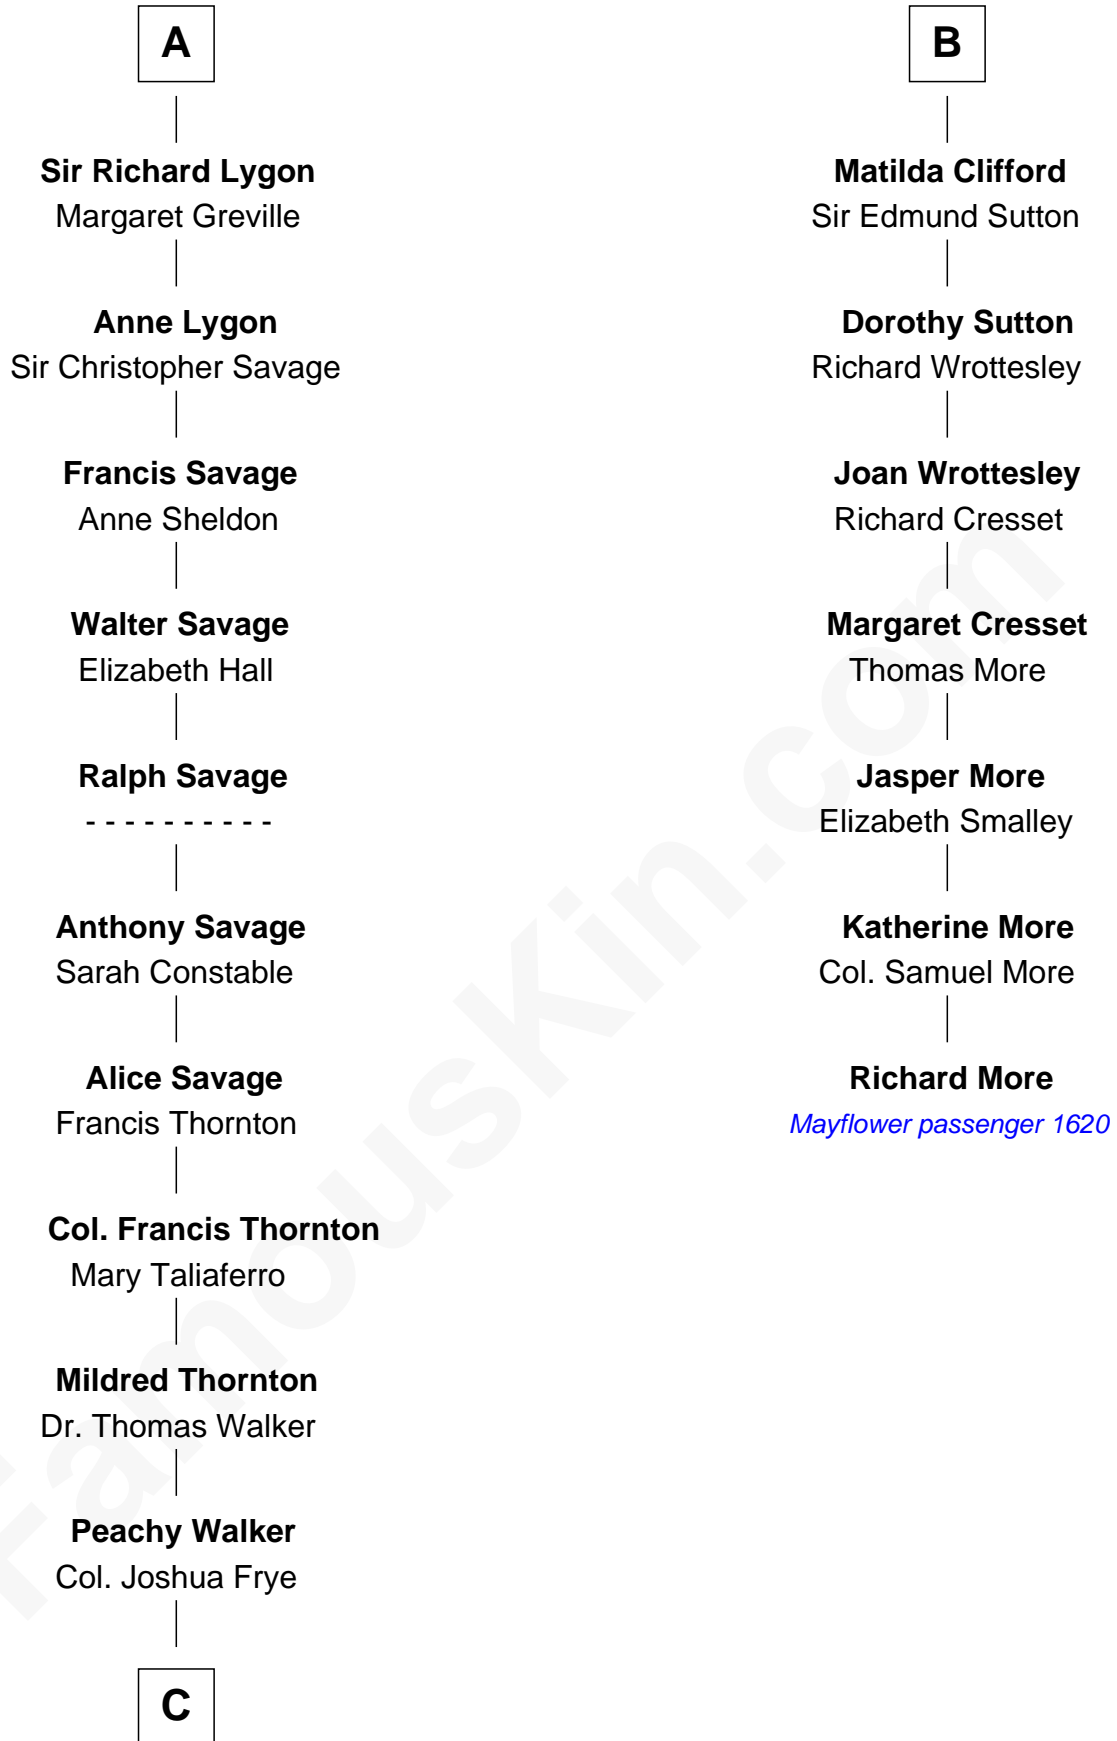 A
Sir Richard Lygon
Margaret Greville
Anne Lygon
Sir Christopher Savage
Francis Savage
Anne Sheldon
Walter Savage
Elizabeth Hall
Ralph Savage
- - - - - - - - - -
Anthony Savage
Sarah Constable
Alice Savage
Francis Thornton
Col. Francis Thornton
Mary Taliaferro
Mildred Thornton
Dr. Thomas Walker
Peachy Walker
Col. Joshua Frye
C
B
Matilda Clifford
Sir Edmund Sutton
Dorothy Sutton
Richard Wrottesley
Joan Wrottesley
Richard Cresset
Margaret Cresset
Thomas More
Jasper More
Elizabeth Smalley
Katherine More
Col. Samuel More
Richard More
Mayflower passenger 1620
FamousKin.com